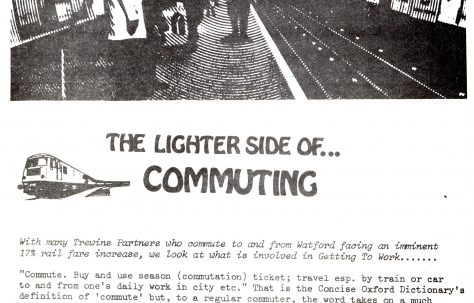 THE LIGHTER SIDE OF...
COMMUTING
With many Trewins Partners who commute to and from Watford facing an imminent
17% rail fare increase, we look at what is involved in Getting To Work.......
"Commute. Buy and use season (commutation) ticket; travel esp. by train or car
to and from one's daily work in city etc." That is the Concise Oxford Dictionary's
definition of 'commute' but, to a regular commuter, the word takes on a much